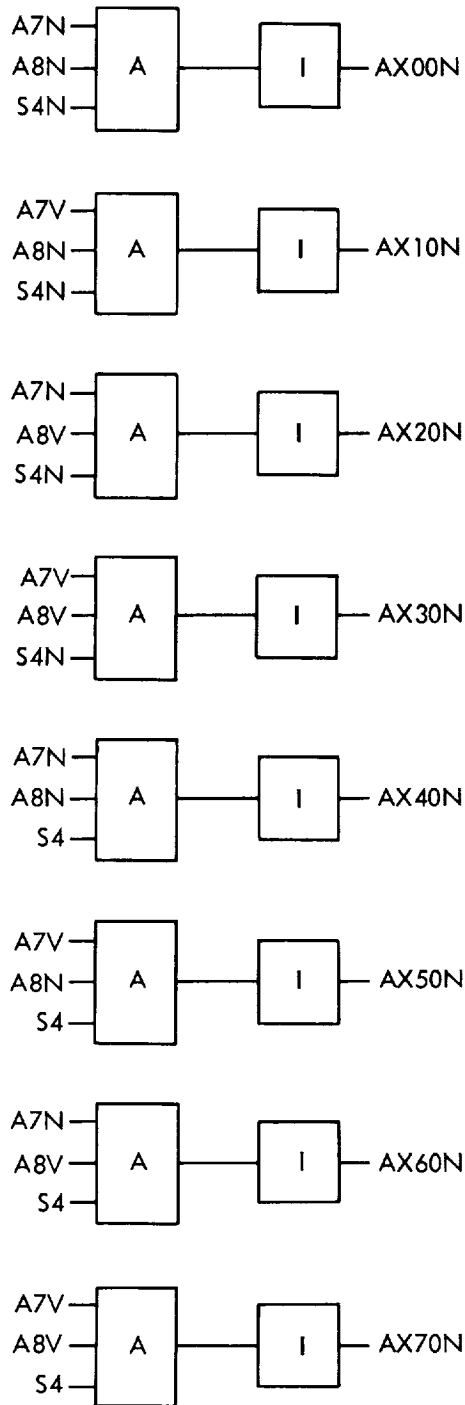 A7N
A8N A I AX00N
S4N
A7V
A8N A I AX10N
S4N
A7N
A8V A I AX20N
S4N
A7V
A8V A I AX30N
S4N
A7N
A8N A I AX40N
S4
A7V
A8N A I AX50N
S4
A7N
A8V A I AX60N
S4
A7V
A8V A I AX70N
S4